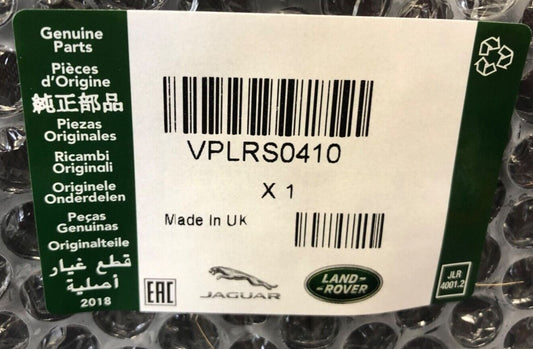 Genuine
Parts
Pièces
d'Origine
純正部品
Piezas
Originales
Ricambi
Originali
Originele
Onderdelen
Peças
Genuínas
Originalteile
قطع غيار
أصلية
2018
VPLRS0410
X 1
Made In UK
EAC
JAGUAR
LAND-
-ROVER
JLR
4001.2